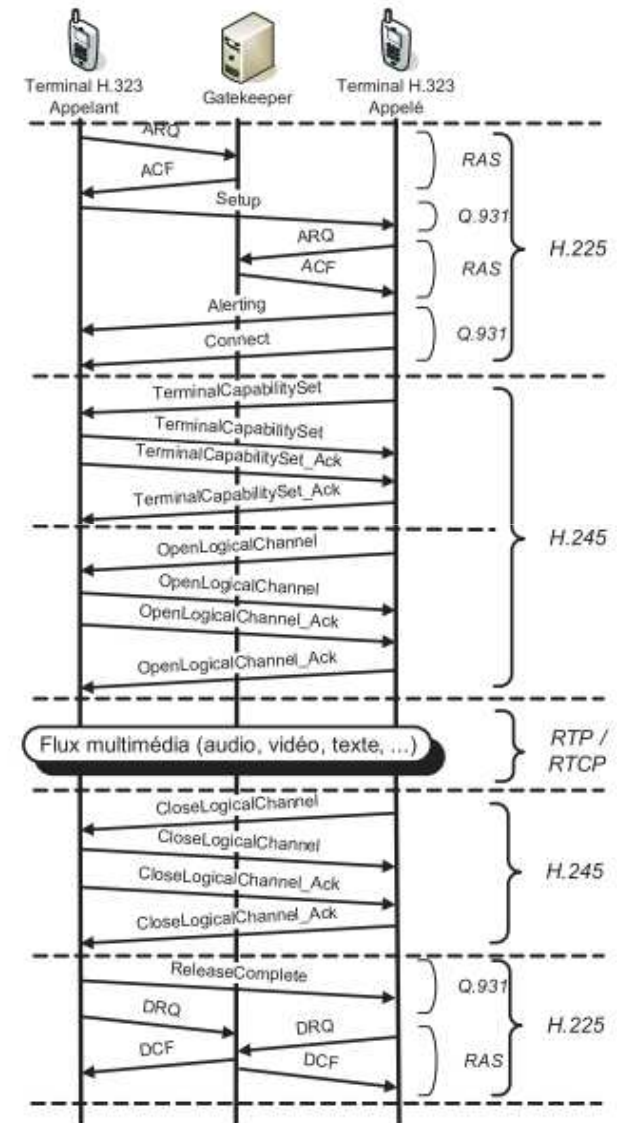 Terminal H.323
Appelant
Gatekeeper
Terminal H.323
Appelé
ARQ
ACF
RAS
Setup
Q.931
ARQ
ACF
RAS
H.225
Alerting
Connect
Q.931
TerminalCapabilitySet
TerminalCapabilitySet
TerminalCapabilitySet_Ack
TerminalCapabilitySet_Ack
OpenLogicalChannel
H.245
OpenLogicalChannel
OpenLogicalChannel_Ack
OpenLogicalChannel_Ack
Flux multimédia (audio, vidéo, texte, ...)
RTP /
RTCP
CloseLogicalChannel
CloseLogicalChannel
CloseLogicalChannel_Ack
CloseLogicalChannel_Ack
H.245
ReleaseComplete
Q.931
DRQ
DRQ
DCF
DCF
RAS
H.225